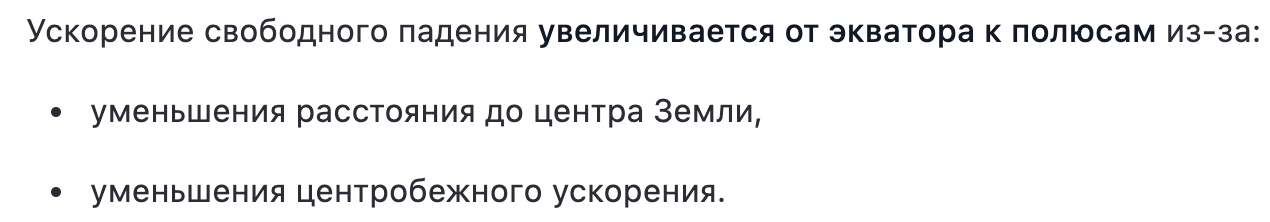 Ускорение свободного падения увеличивается от экватора к полюсам из-за:
• уменьшения расстояния до центра Земли,
• уменьшения центробежного ускорения.